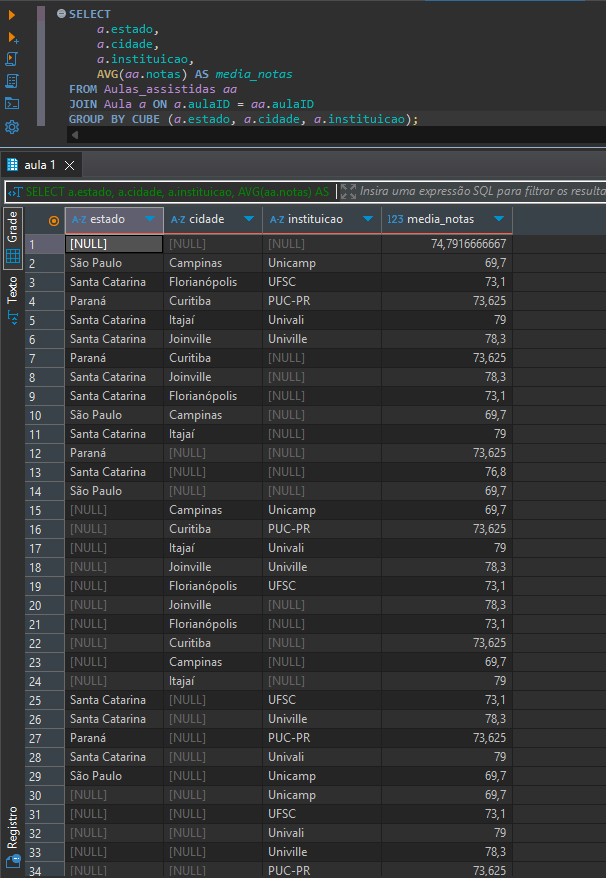 SELECT
a.estado,
a.cidade,
a.instituicao,
AVG(aa.notas) AS media_notas
FROM Aulas_assistidas aa
JOIN Aula a ON a.aulaID = aa.aulaID
GROUP BY CUBE (a.estado, a.cidade, a.instituicao);
aula 1
SELECT a.estado, a.cidade, a.instituicao, AVG(aa.notas) AS
Insira uma expressão SQL para filtrar os resulta
Grade
Texto
Registro
A-Z estado A-Z cidade A-Z instituicao 123 media_notas
1 [NULL] [NULL] [NULL] 74,7916666667
2 São Paulo Campinas Unicamp 69,7
3 Santa Catarina Florianópolis UFSC 73,1
4 Paraná Curitiba PUC-PR 73,625
5 Santa Catarina Itajaí Univali 79
6 Santa Catarina Joinville Univille 78,3
7 Paraná Curitiba [NULL] 73,625
8 Santa Catarina Joinville [NULL] 78,3
9 Santa Catarina Florianópolis [NULL] 73,1
10 São Paulo Campinas [NULL] 69,7
11 Santa Catarina Itajaí [NULL] 79
12 Paraná [NULL] [NULL] 73,625
13 Santa Catarina [NULL] [NULL] 76,8
14 São Paulo [NULL] [NULL] 69,7
15 [NULL] Campinas Unicamp 69,7
16 [NULL] Curitiba PUC-PR 73,625
17 [NULL] Itajaí Univali 79
18 [NULL] Joinville Univille 78,3
19 [NULL] Florianópolis UFSC 73,1
20 [NULL] Joinville [NULL] 78,3
21 [NULL] Florianópolis [NULL] 73,1
22 [NULL] Curitiba [NULL] 73,625
23 [NULL] Campinas [NULL] 69,7
24 [NULL] Itajaí [NULL] 79
25 Santa Catarina [NULL] UFSC 73,1
26 Santa Catarina [NULL] Univille 78,3
27 Paraná [NULL] PUC-PR 73,625
28 Santa Catarina [NULL] Univali 79
29 São Paulo [NULL] Unicamp 69,7
30 [NULL] [NULL] Unicamp 69,7
31 [NULL] [NULL] UFSC 73,1
32 [NULL] [NULL] Univali 79
33 [NULL] [NULL] Univille 78,3
34 [NULL] [NULL] PUC-PR 73,625